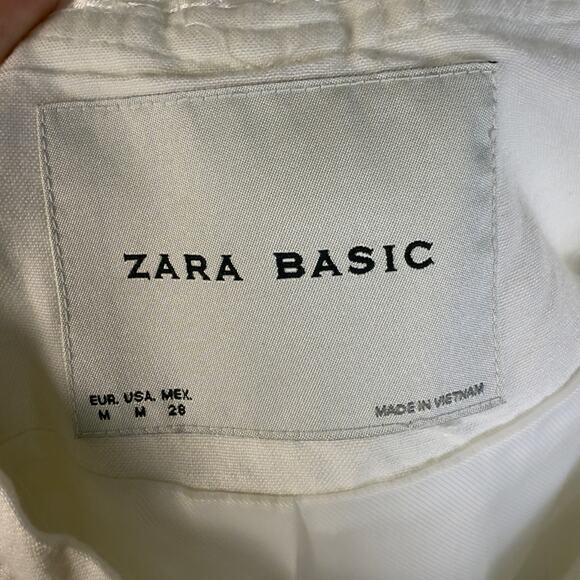 ZARA BASIC
EUR. USA. MEX.
M M 28
MADE IN VIETNAM